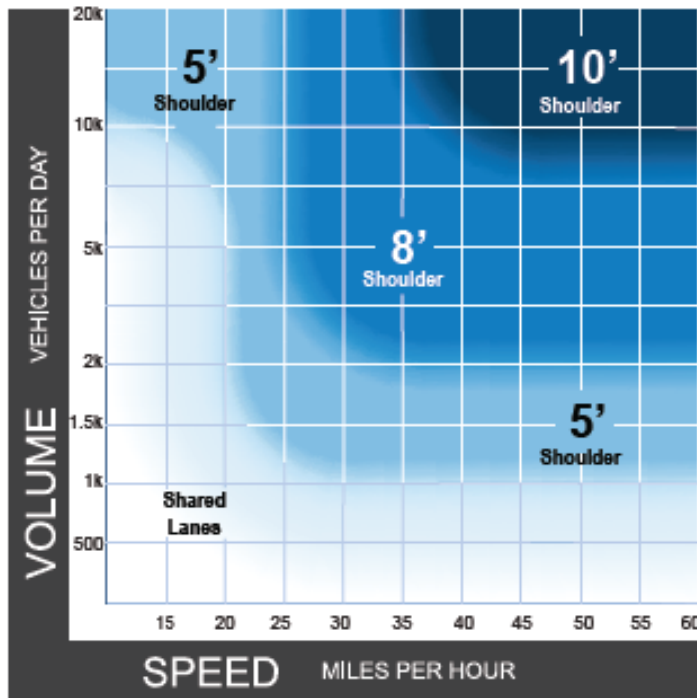 20k
5’
Shoulder
10’
Shoulder
10k
8’
Shoulder
5k
2k
5’
Shoulder
1.5k
1k
Shared
Lanes
500
VOLUME VEHICLES PER DAY
15 20 25 30 35 40 45 50 55 60
SPEED MILES PER HOUR